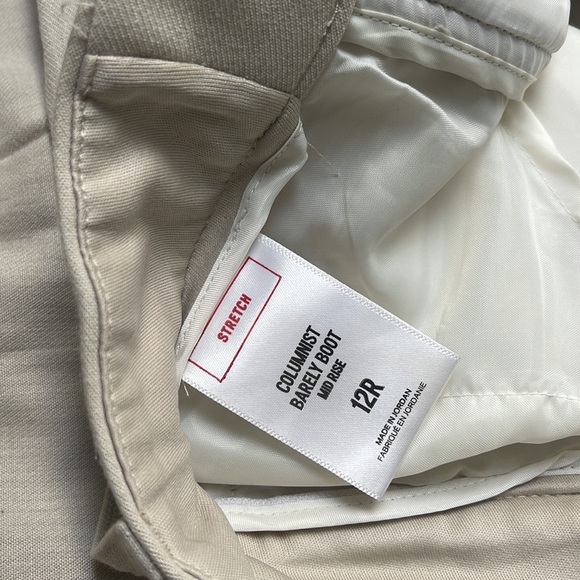 STRETCH
COLUMNIST
BARELY BOOT
MID RISE
12R
MADE IN JORDAN
FABRIQUÉ EN JORDANIE